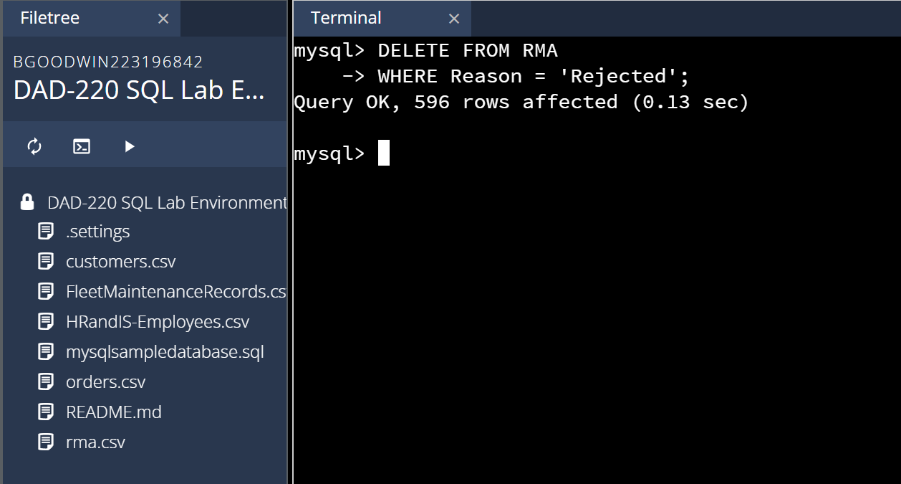 Filetree
BGOODWIN223196842
DAD-220 SQL Lab E...
DAD-220 SQL Lab Environment
.settings
customers.csv
FleetMaintenanceRecords.cs
HRandIS-Employees.csv
mysqlsampledatabase.sql
orders.csv
README.md
rma.csv
Terminal
mysql> DELETE FROM RMA
    -> WHERE Reason = 'Rejected';
Query OK, 596 rows affected (0.13 sec)
mysql>